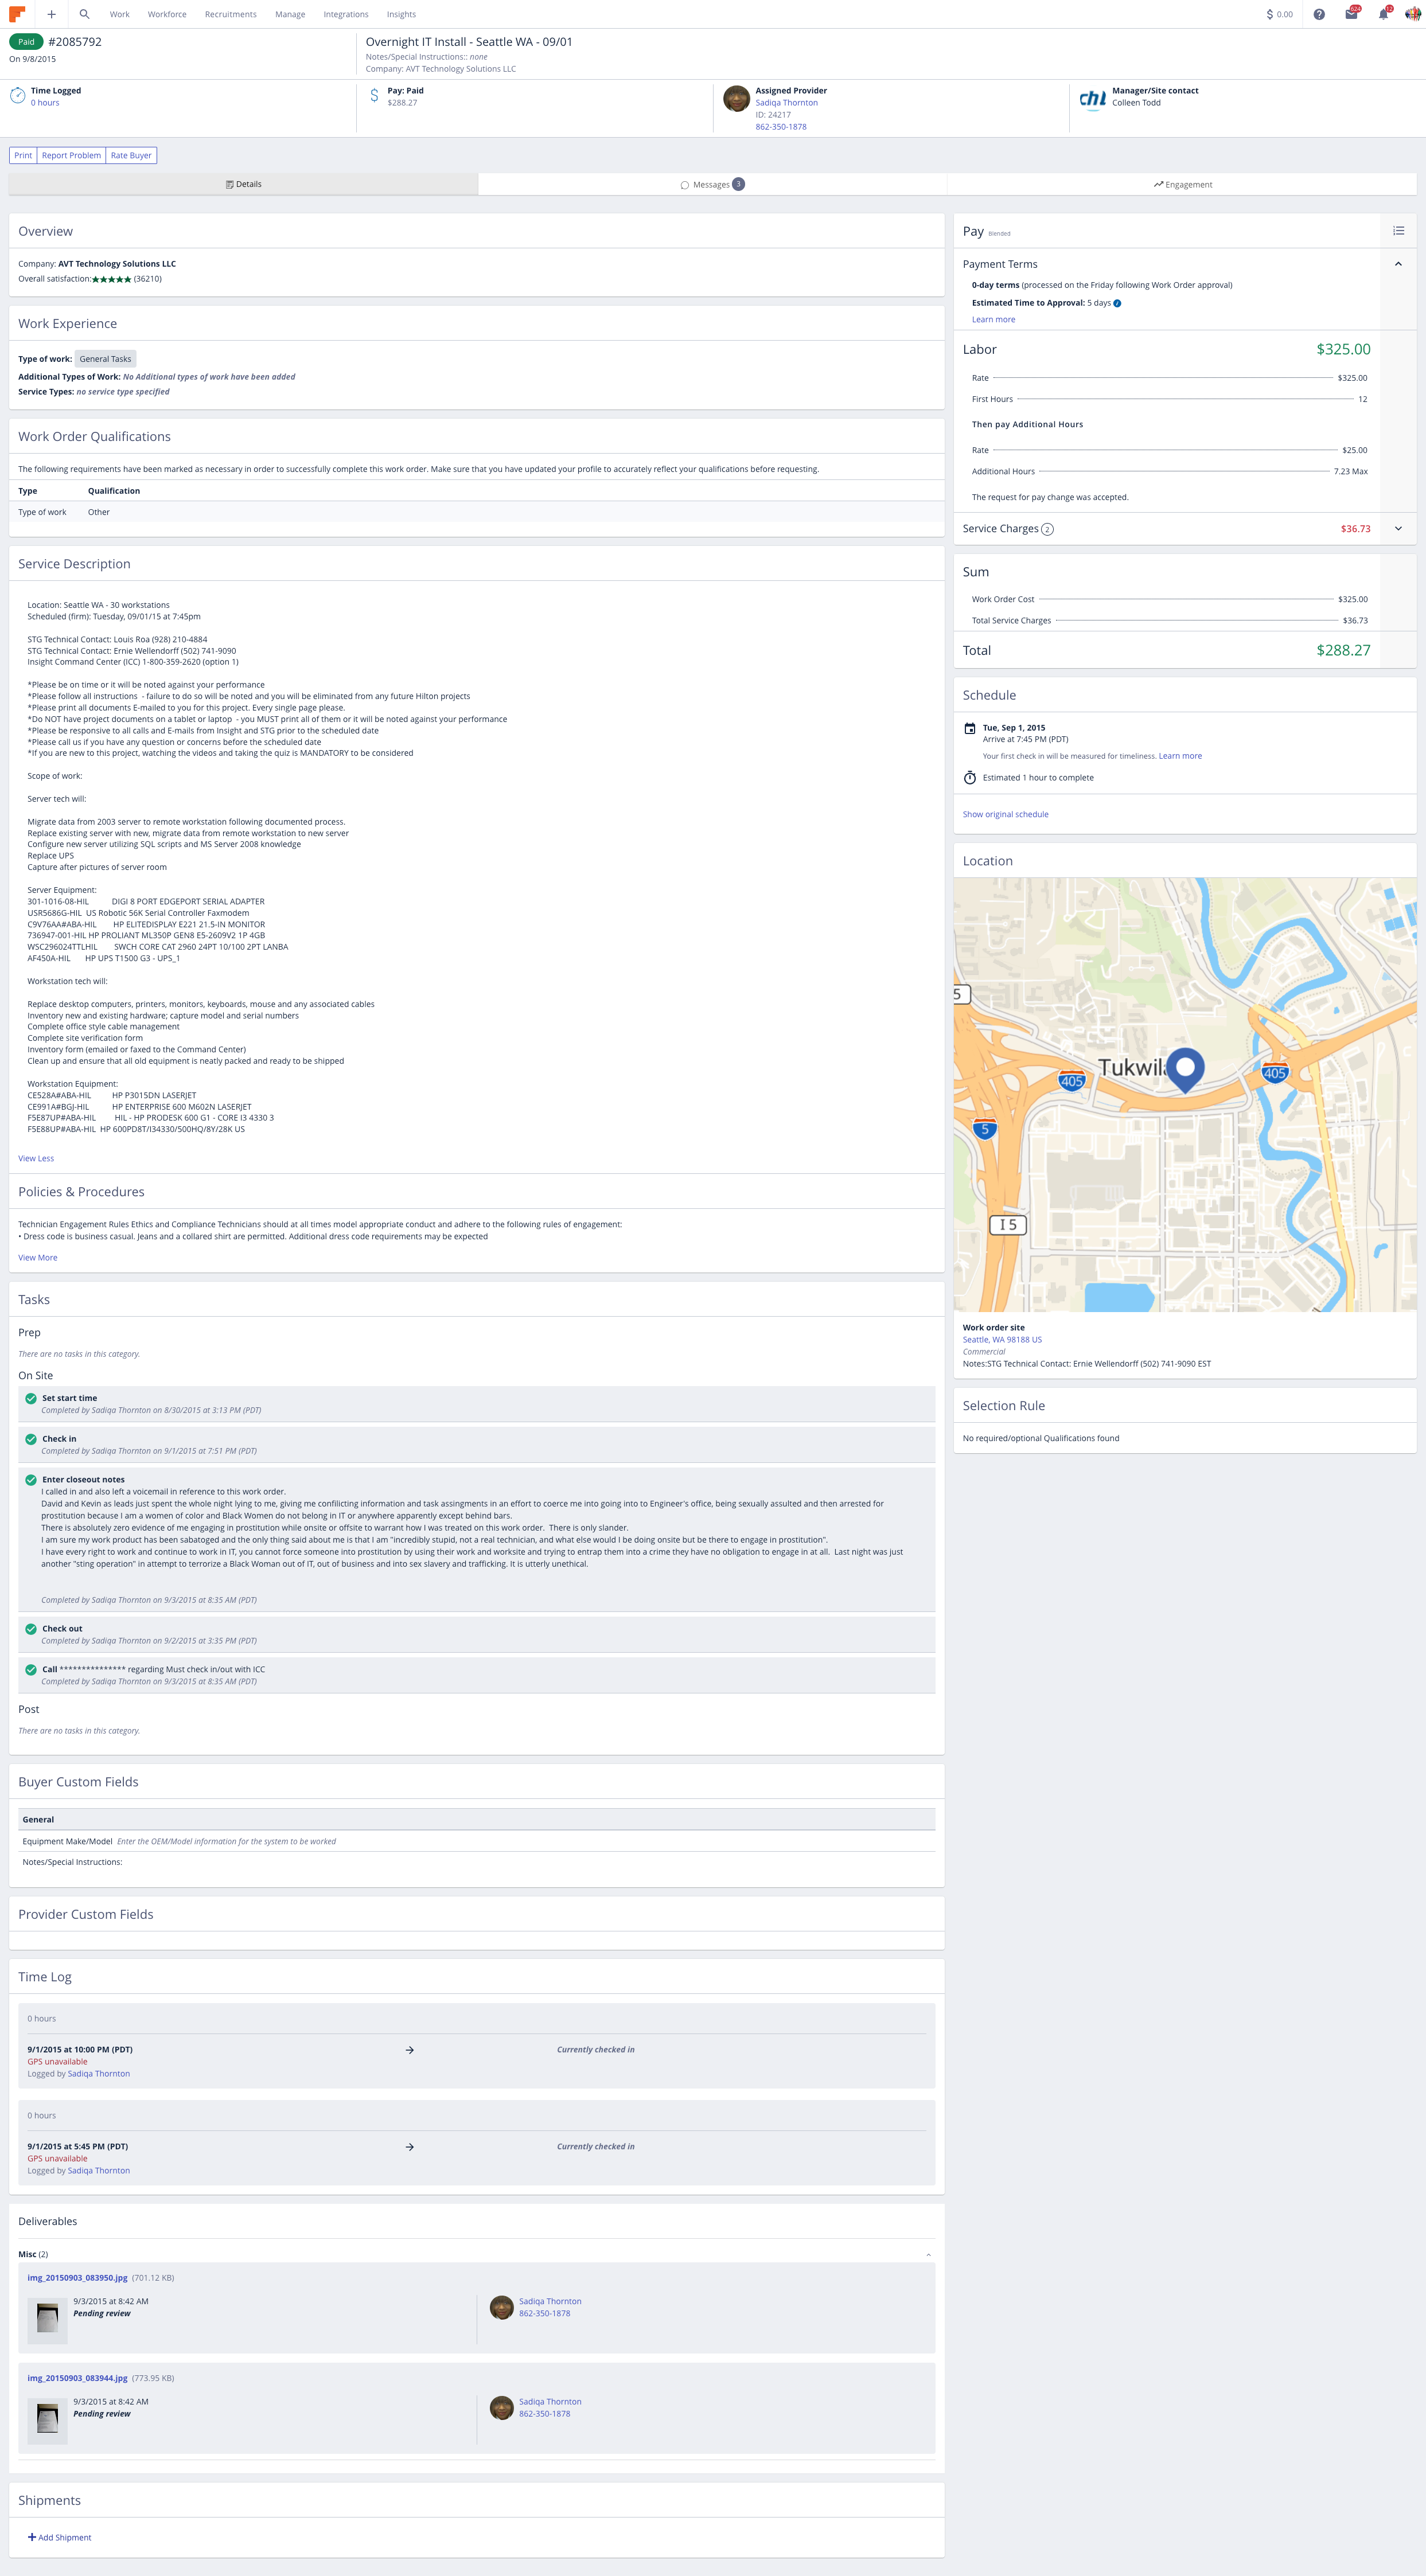 Work Workforce Recruitments Manage Integrations Insights
0.00
624
12
Paid #2085792
On 9/8/2015
Overnight IT Install - Seattle WA - 09/01
Notes/Special Instructions:: none
Company: AVT Technology Solutions LLC
Time Logged
0 hours
Pay: Paid
$288.27
Assigned Provider
Sadiqa Thornton
ID: 24217
862-350-1878
chl
Manager/Site contact
Colleen Todd
Print Report Problem Rate Buyer
Details Messages 3 Engagement
Overview
Company: AVT Technology Solutions LLC
Overall satisfaction: (36210)
Work Experience
Type of work: General Tasks
Additional Types of Work: No Additional types of work have been added
Service Types: no service type specified
Work Order Qualifications
The following requirements have been marked as necessary in order to successfully complete this work order. Make sure that you have updated your profile to accurately reflect your qualifications before requesting.
Type Qualification
Type of work Other
Service Description
Location: Seattle WA - 30 workstations
Scheduled (firm): Tuesday, 09/01/15 at 7:45pm
STG Technical Contact: Louis Roa (928) 210-4884
STG Technical Contact: Ernie Wellendorff (502) 741-9090
Insight Command Center (ICC) 1-800-359-2620 (option 1)
*Please be on time or it will be noted against your performance
*Please follow all instructions - failure to do so will be noted and you will be eliminated from any future Hilton projects
*Please print all documents E-mailed to you for this project. Every single page please.
*Do NOT have project documents on a tablet or laptop - you MUST print all of them or it will be noted against your performance
*Please be responsive to all calls and E-mails from Insight and STG prior to the scheduled date
*Please call us if you have any question or concerns before the scheduled date
*If you are new to this project, watching the videos and taking the quiz is MANDATORY to be considered
Scope of work:
Server tech will:
Migrate data from 2003 server to remote workstation following documented process.
Replace existing server with new, migrate data from remote workstation to new server
Configure new server utilizing SQL scripts and MS Server 2008 knowledge
Replace UPS
Capture after pictures of server room
Server Equipment:
301-1016-08-HIL DIGI 8 PORT EDGEPORT SERIAL ADAPTER
USR5686G-HIL US Robotic 56K Serial Controller Faxmodem
C9V76AA#ABA-HIL HP ELITEDISPLAY E221 21.5-IN MONITOR
736947-001-HIL HP PROLIANT ML350P GEN8 E5-2609V2 1P 4GB
WSC296024TTLHIL SWCH CORE CAT 2960 24PT 10/100 2PT LANBA
AF450A-HIL HP UPS T1500 G3 - UPS_1
Workstation tech will:
Replace desktop computers, printers, monitors, keyboards, mouse and any associated cables
Inventory new and existing hardware; capture model and serial numbers
Complete office style cable management
Complete site verification form
Inventory form (emailed or faxed to the Command Center)
Clean up and ensure that all old equipment is neatly packed and ready to be shipped
Workstation Equipment:
CE528A#ABA-HIL HP P3015DN LASERJET
CE991A#BGJ-HIL HP ENTERPRISE 600 M602N LASERJET
F5E87UP#ABA-HIL HIL - HP PRODESK 600 G1 - CORE I3 4330 3
F5E88UP#ABA-HIL HP 600PD8T/I34330/500HQ/8Y/28K US
View Less
Policies & Procedures
Technician Engagement Rules Ethics and Compliance Technicians should at all times model appropriate conduct and adhere to the following rules of engagement:
• Dress code is business casual. Jeans and a collared shirt are permitted. Additional dress code requirements may be expected
View More
Tasks
Prep
There are no tasks in this category.
On Site
Set start time
Completed by Sadiqa Thornton on 8/30/2015 at 3:13 PM (PDT)
Check in
Completed by Sadiqa Thornton on 9/1/2015 at 7:51 PM (PDT)
Enter closeout notes
I called in and also left a voicemail in reference to this work order.
David and Kevin as leads just spent the whole night lying to me, giving me confilicting information and task assingments in an effort to coerce me into going into to Engineer's office, being sexually assulted and then arrested for
prostitution because I am a women of color and Black Women do not belong in IT or anywhere apparently except behind bars.
There is absolutely zero evidence of me engaging in prostitution while onsite or offsite to warrant how I was treated on this work order. There is only slander.
I am sure my work product has been sabatoged and the only thing said about me is that I am "incredibly stupid, not a real technician, and what else would I be doing onsite but there to engage in prostitution".
I have every right to work and continue to work in IT, you cannot force someone into prostitution by using their work and worksite and trying to entrap them into a crime they have no obligation to engage in at all. Last night was just
another "sting operation" in attempt to terrorize a Black Woman out of IT, out of business and into sex slavery and trafficking. It is utterly unethical.
Completed by Sadiqa Thornton on 9/3/2015 at 8:35 AM (PDT)
Check out
Completed by Sadiqa Thornton on 9/2/2015 at 3:35 PM (PDT)
Call *************** regarding Must check in/out with ICC
Completed by Sadiqa Thornton on 9/3/2015 at 8:35 AM (PDT)
Post
There are no tasks in this category.
Buyer Custom Fields
General
Equipment Make/Model Enter the OEM/Model information for the system to be worked
Notes/Special Instructions:
Provider Custom Fields
Time Log
0 hours
9/1/2015 at 10:00 PM (PDT) Currently checked in
GPS unavailable
Logged by Sadiqa Thornton
0 hours
9/1/2015 at 5:45 PM (PDT) Currently checked in
GPS unavailable
Logged by Sadiqa Thornton
Deliverables
Misc (2)
img_20150903_083950.jpg (701.12 KB)
9/3/2015 at 8:42 AM
Pending review
Sadiqa Thornton
862-350-1878
img_20150903_083944.jpg (773.95 KB)
9/3/2015 at 8:42 AM
Pending review
Sadiqa Thornton
862-350-1878
Shipments
Add Shipment
Pay Blended
Payment Terms
0-day terms (processed on the Friday following Work Order approval)
Estimated Time to Approval: 5 days
Learn more
Labor $325.00
Rate $325.00
First Hours 12
Then pay Additional Hours
Rate $25.00
Additional Hours 7.23 Max
The request for pay change was accepted.
Service Charges 2 $36.73
Sum
Work Order Cost $325.00
Total Service Charges $36.73
Total $288.27
Schedule
Tue, Sep 1, 2015
Arrive at 7:45 PM (PDT)
Your first check in will be measured for timeliness. Learn more
Estimated 1 hour to complete
Show original schedule
Location
5
Tukwil
405
405
5
I 5
Work order site
Seattle, WA 98188 US
Commercial
Notes:STG Technical Contact: Ernie Wellendorff (502) 741-9090 EST
Selection Rule
No required/optional Qualifications found